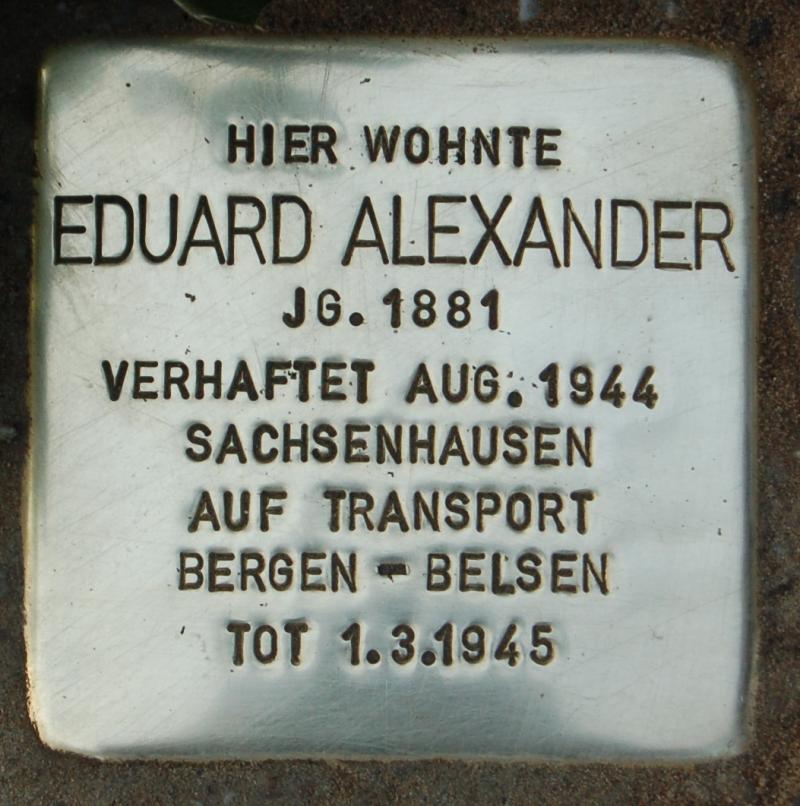 HIER WOHNTE
EDUARD ALEXANDER
JG. 1881
VERHAFTET AUG. 1944
SACHSENHAUSEN
AUF TRANSPORT
BERGEN - BELSEN
TOT 1.3.1945